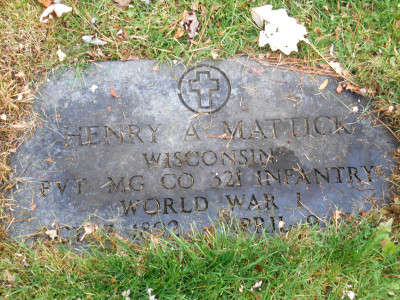 HENRY A MATTICK
WISCONSIN
PVT MG CO 321 INFANTRY
WORLD WAR I